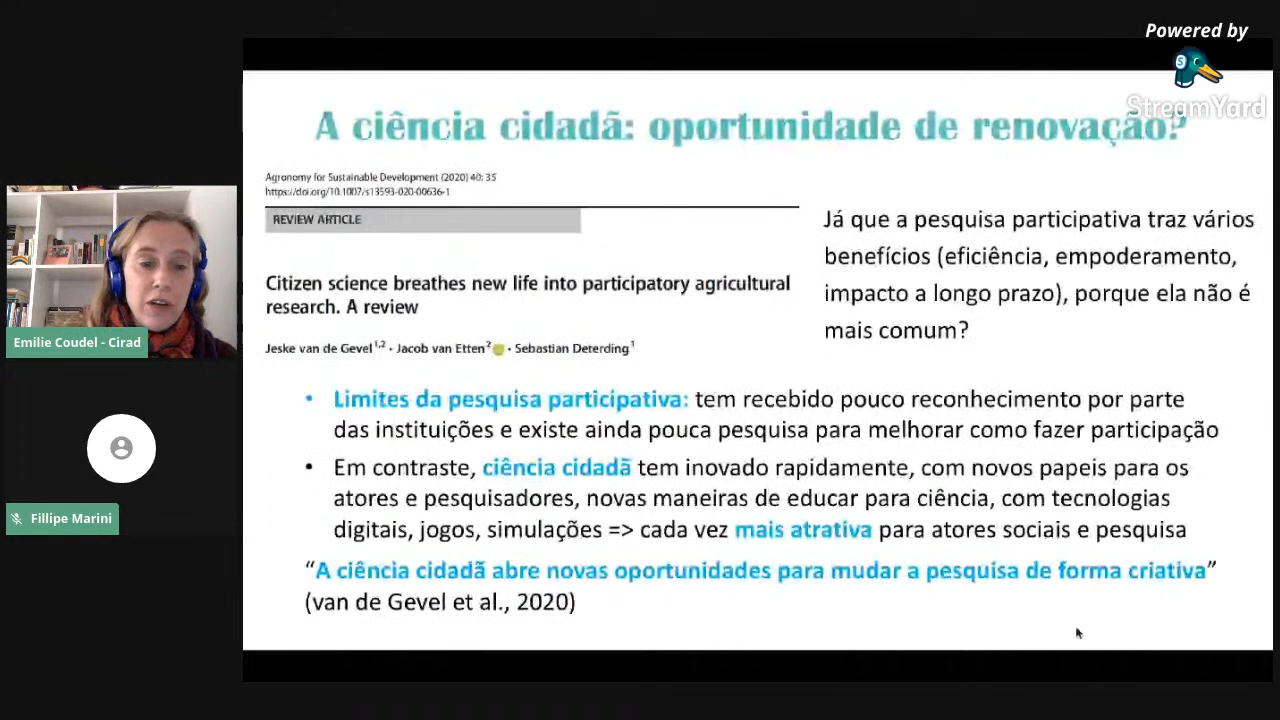 Powered by
StreamYard
A ciência cidadã: oportunidade de renovação?
Agronomy for Sustainable Development (2020) 40: 35
https://doi.org/10.1007/s13593-020-00636-1
REVIEW ARTICLE
Citizen science breathes new life into participatory agricultural
research. A review
Jeske van de Gevel 1,2 · Jacob van Etten 2 · Sebastian Deterding 1
Já que a pesquisa participativa traz vários
benefícios (eficiência, empoderamento,
impacto a longo prazo), porque ela não é
mais comum?
• Limites da pesquisa participativa: tem recebido pouco reconhecimento por parte
das instituições e existe ainda pouca pesquisa para melhorar como fazer participação
• Em contraste, ciência cidadã tem inovado rapidamente, com novos papeis para os
atores e pesquisadores, novas maneiras de educar para ciência, com tecnologias
digitais, jogos, simulações => cada vez mais atrativa para atores sociais e pesquisa
“A ciência cidadã abre novas oportunidades para mudar a pesquisa de forma criativa”
(van de Gevel et al., 2020)
Emilie Coudel - Cirad
Fillipe Marini